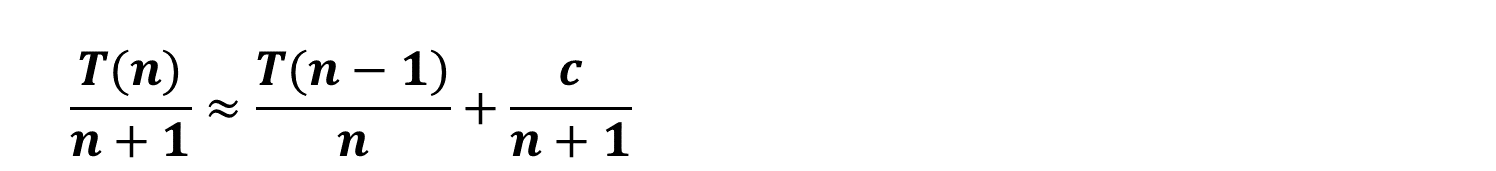 T(n)/(n + 1) ≈ T(n − 1)/n + c/(n + 1)